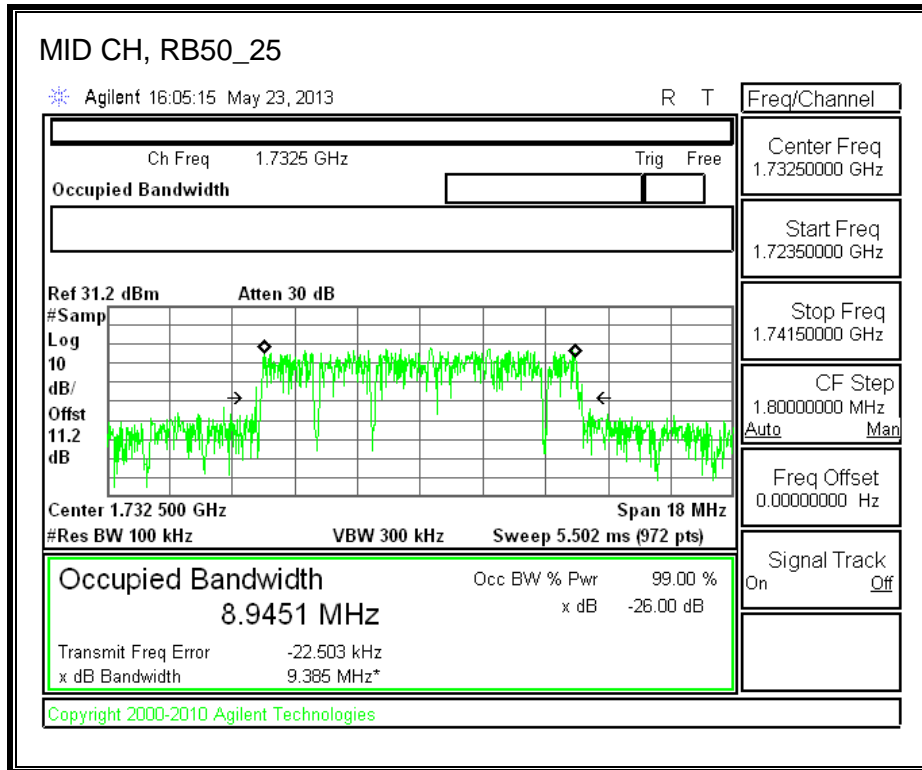 MID CH, RB50_25
Agilent 16:05:15 May 23, 2013 R T
Freq/Channel
Ch Freq 1.7325 GHz Trig Free
Occupied Bandwidth
Center Freq
1.73250000 GHz
Start Freq
1.72350000 GHz
Stop Freq
1.74150000 GHz
CF Step
1.80000000 MHz
Auto Man
Freq Offset
0.00000000 Hz
Signal Track
On Off
Ref 31.2 dBm Atten 30 dB
#Samp
Log
10
dB/
Offst
11.2
dB
Center 1.732 500 GHz Span 18 MHz
#Res BW 100 kHz VBW 300 kHz Sweep 5.502 ms (972 pts)
Occupied Bandwidth
8.9451 MHz
Occ BW % Pwr 99.00 %
x dB -26.00 dB
Transmit Freq Error -22.503 kHz
x dB Bandwidth 9.385 MHz*
Copyright 2000-2010 Agilent Technologies